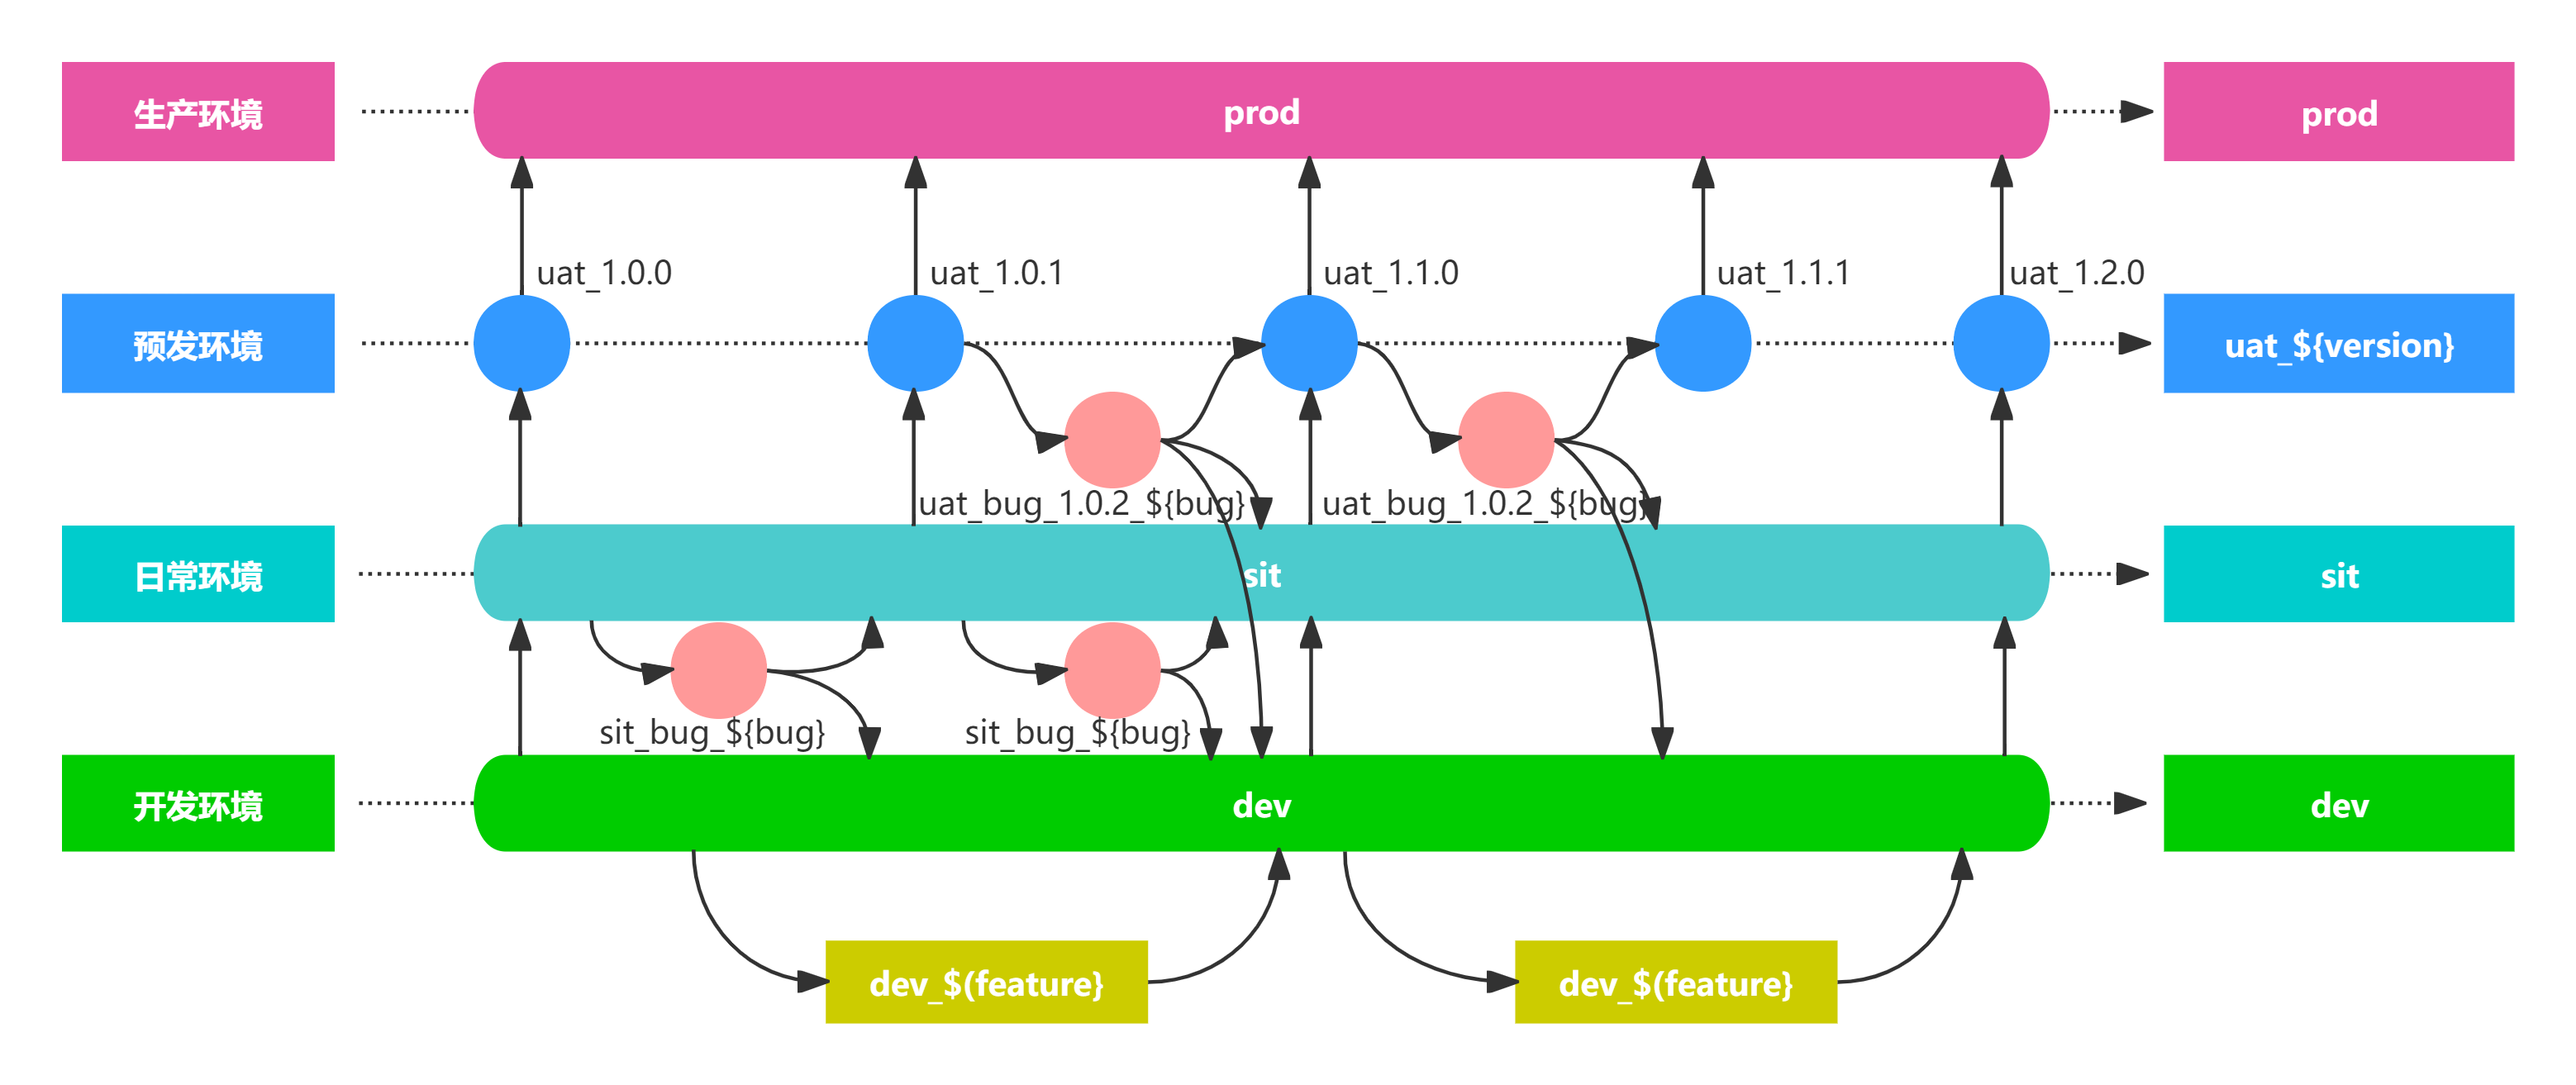 生产环境
prod
prod
uat_1.0.0
uat_1.0.1
uat_1.1.0
uat_1.1.1
uat_1.2.0
预发环境
uat_${version}
uat_bug_1.0.2_${bug}
uat_bug_1.0.2_${bug}
日常环境
sit
sit
sit_bug_${bug}
sit_bug_${bug}
开发环境
dev
dev
dev_$(feature}
dev_$(feature}